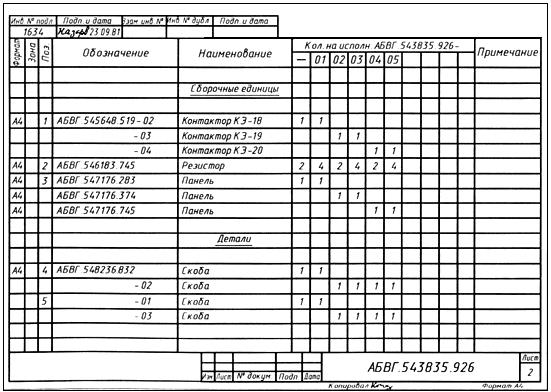 Инв № подл. Подп и дата Взам инв. № Инв № дубл Подп и дата
1634 23 09.81
Формат Зона Поз. Обозначение Наименование Кол. на исполн. АБВГ.543835.926- Примечание
— 01 02 03 04 05
Сборочные единицы
А4 1 АБВГ.545648.519-02 Контактор КЭ-18 1 1
-03 Контактор КЭ-19 1 1
-04 Контактор КЭ-20 1 1
А4 2 АБВГ.546183.745 Резистор 2 4 2 4 2 4
А4 3 АБВГ.547176.283 Панель 1 1
А4 АБВГ.547176.374 Панель 1 1
А4 АБВГ.547176.745 Панель 1 1
Детали
А4 4 АБВГ.548236.832 Скоба 1 1
-02 Скоба 1 1 1 1
5 -01 Скоба 1 1
-03 Скоба 1 1 1 1
Изм Лист № докум. Подп Дата АБВГ.543835.926 Лист
2
Копировал Формат А4